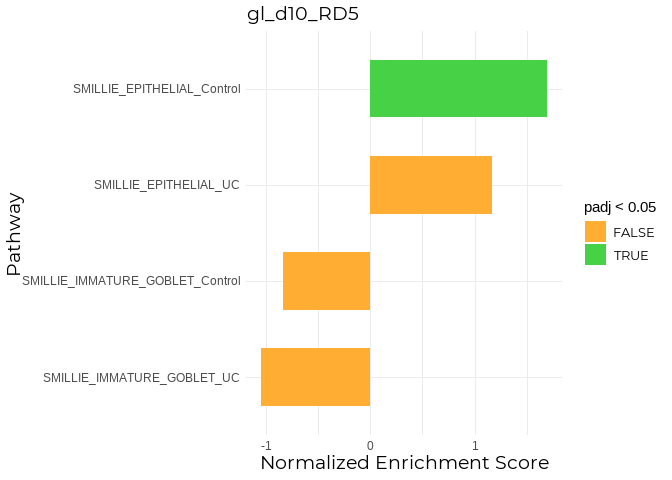 gl_d10_RD5
SMILLIE_EPITHELIAL_Control
SMILLIE_EPITHELIAL_UC
SMILLIE_IMMATURE_GOBLET_Control
SMILLIE_IMMATURE_GOBLET_UC
Pathway
-1 0 1
Normalized Enrichment Score
padj < 0.05
FALSE
TRUE